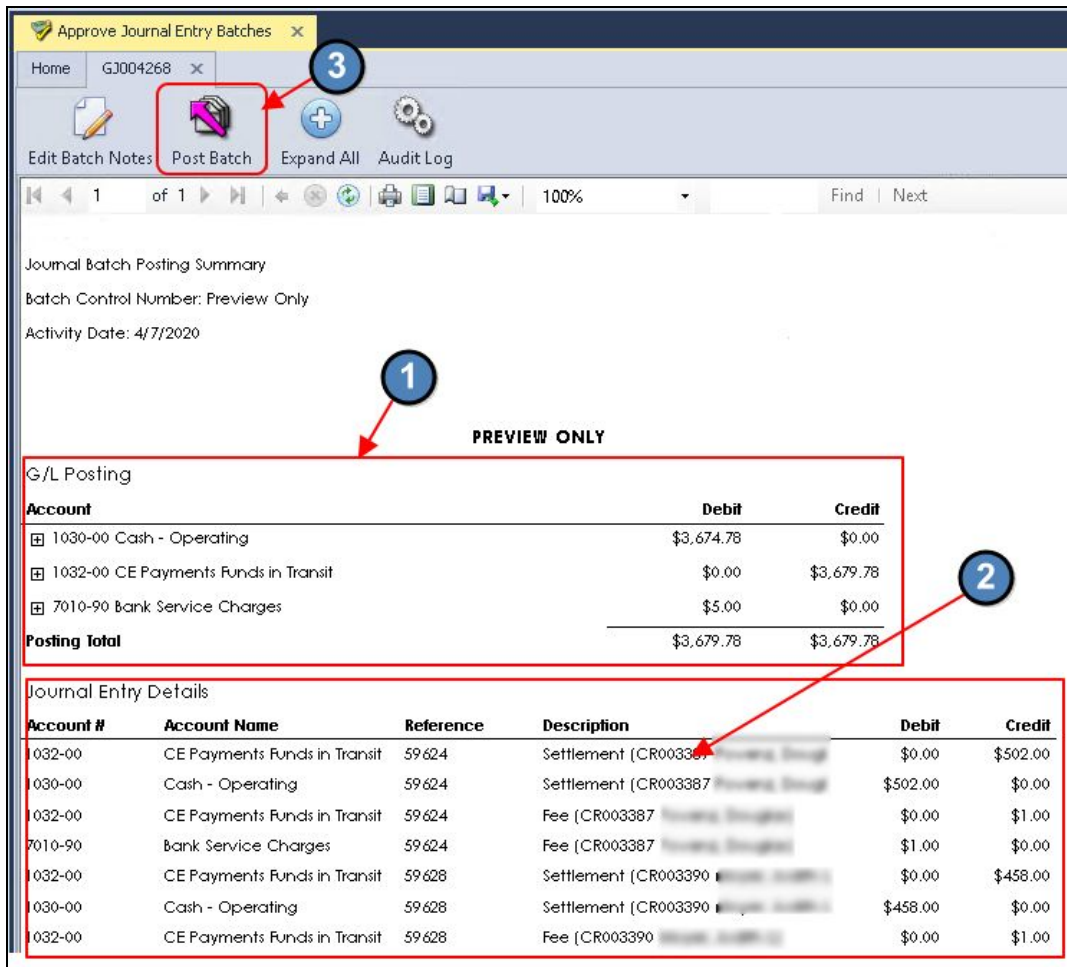 Approve Journal Entry Batches
Home GJ004268
3
Edit Batch Notes Post Batch Expand All Audit Log
1 of 1 100% Find | Next
Journal Batch Posting Summary
Batch Control Number: Preview Only
Activity Date: 4/7/2020
1
PREVIEW ONLY
G/L Posting
Account Debit Credit
1030-00 Cash - Operating $3,674.78 $0.00
1032-00 CE Payments Funds in Transit $0.00 $3,679.78
2
7010-90 Bank Service Charges $5.00 $0.00
Posting Total $3,679.78 $3,679.78
Journal Entry Details
Account # Account Name Reference Description Debit Credit
1032-00 CE Payments Funds in Transit 59624 Settlement (CR003387 $0.00 $502.00
1030-00 Cash - Operating 59624 Settlement (CR003387 $502.00 $0.00
1032-00 CE Payments Funds in Transit 59624 Fee (CR003387 $0.00 $1.00
7010-90 Bank Service Charges 59624 Fee (CR003387 $1.00 $0.00
1032-00 CE Payments Funds in Transit 59628 Settlement (CR003390 $0.00 $458.00
1030-00 Cash - Operating 59628 Settlement (CR003390 $458.00 $0.00
1032-00 CE Payments Funds in Transit 59628 Fee (CR003390 $0.00 $1.00